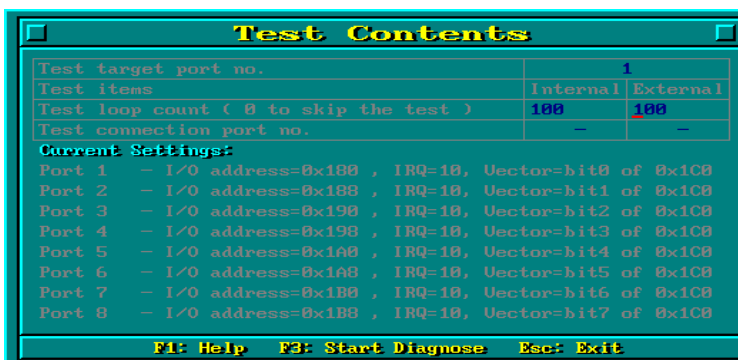 Test Contents
Test target port no. 1
Test items Internal External
Test loop count ( 0 to skip the test ) 100 100
Test connection port no. – –
Current Settings:
Port 1 – I/O address=0x180 , IRQ=10, Vector=bit0 of 0x1C0
Port 2 – I/O address=0x188 , IRQ=10, Vector=bit1 of 0x1C0
Port 3 – I/O address=0x190 , IRQ=10, Vector=bit2 of 0x1C0
Port 4 – I/O address=0x198 , IRQ=10, Vector=bit3 of 0x1C0
Port 5 – I/O address=0x1A0 , IRQ=10, Vector=bit4 of 0x1C0
Port 6 – I/O address=0x1A8 , IRQ=10, Vector=bit5 of 0x1C0
Port 7 – I/O address=0x1B0 , IRQ=10, Vector=bit6 of 0x1C0
Port 8 – I/O address=0x1B8 , IRQ=10, Vector=bit7 of 0x1C0
F1: Help F3: Start Diagnose Esc: Exit